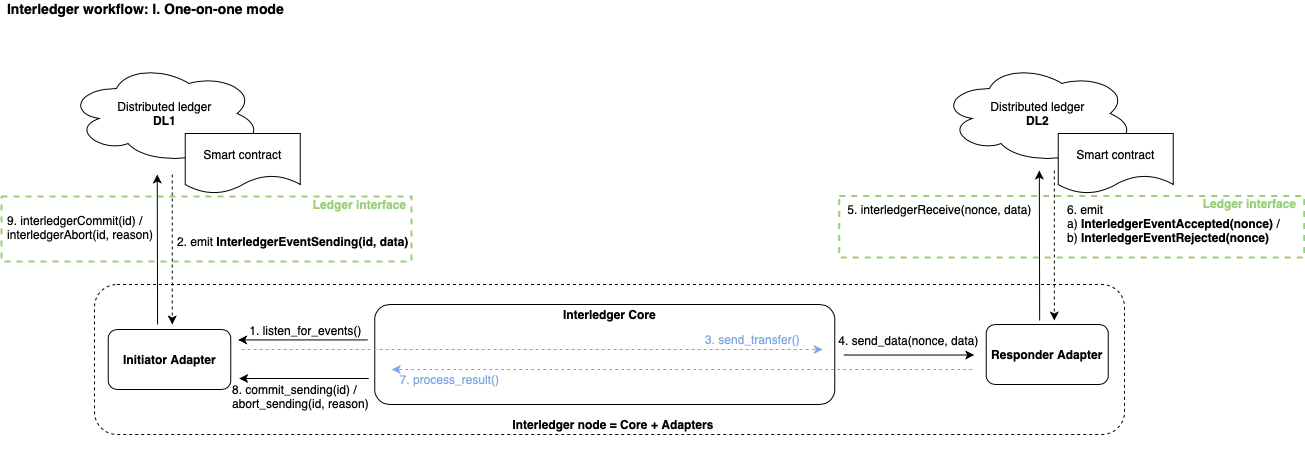 Interledger workflow: I. One-on-one mode
Distributed ledger
DL1
Smart contract
Distributed ledger
DL2
Smart contract
Ledger interface
9. interledgerCommit(id) /
interledgerAbort(id, reason)
2. emit InterledgerEventSending(id, data)
Ledger interface
5. interledgerReceive(nonce, data)
6. emit
a) InterledgerEventAccepted(nonce) /
b) InterledgerEventRejected(nonce)
Interledger Core
Initiator Adapter
1. listen_for_events()
3. send_transfer()
4. send_data(nonce, data)
Responder Adapter
7. process_result()
8. commit_sending(id) /
abort_sending(id, reason)
Interledger node = Core + Adapters